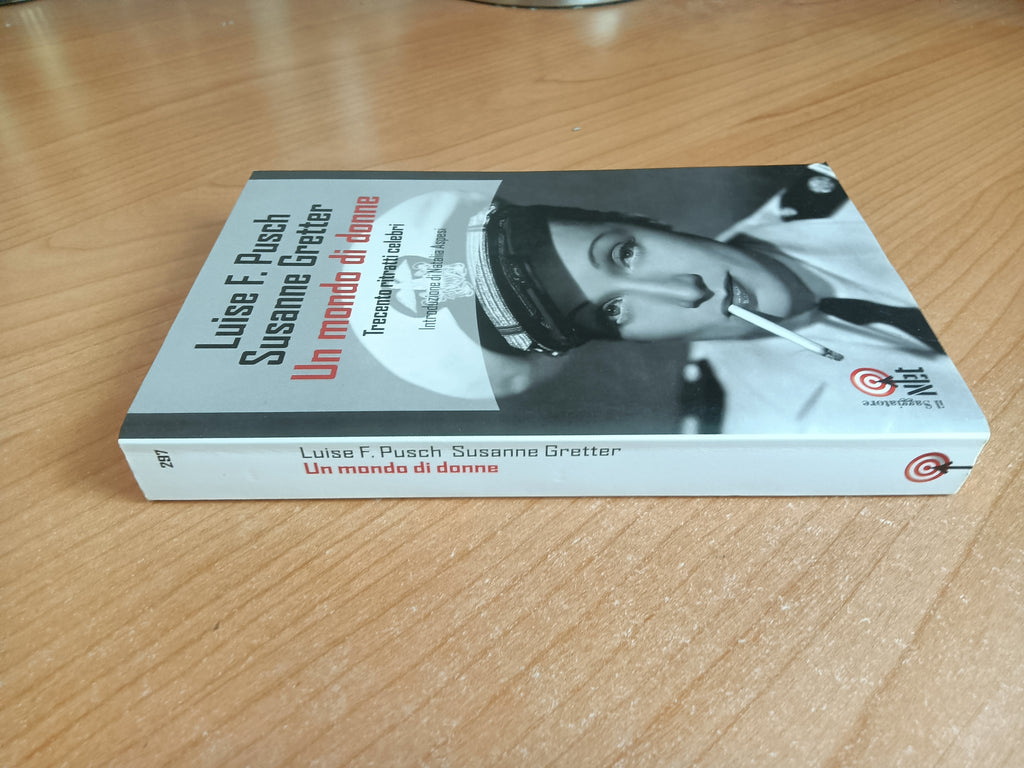 Luise F. Pusch
Susanne Gretter
Un mondo di donne
Trecento ritratti celebri
Introduzione di Natalia Aspesi
il Saggiatore
Net
297
Luise F. Pusch Susanne Gretter
Un mondo di donne